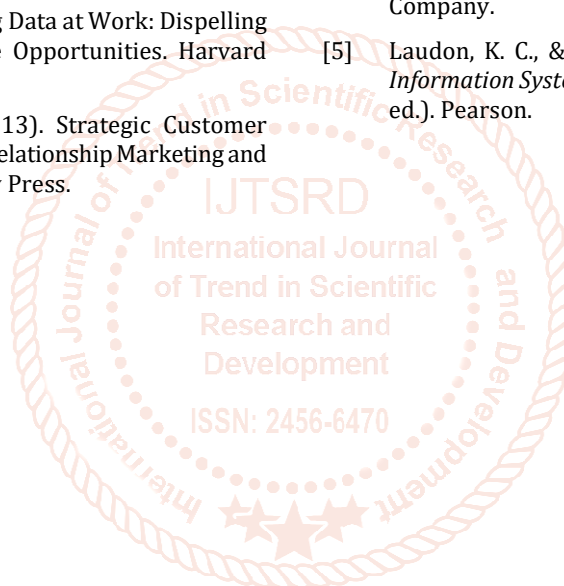 g Data at Work: Dispelling
e Opportunities. Harvard
13). Strategic Customer
elationship Marketing and
y Press.
Company.
[5] Laudon, K. C., &
Information Syste
ed.). Pearson.
International Journal of Trend in Scientific Research and Development
IJTSRD
International Journal
of Trend in Scientific
Research and
Development
ISSN: 2456-6470